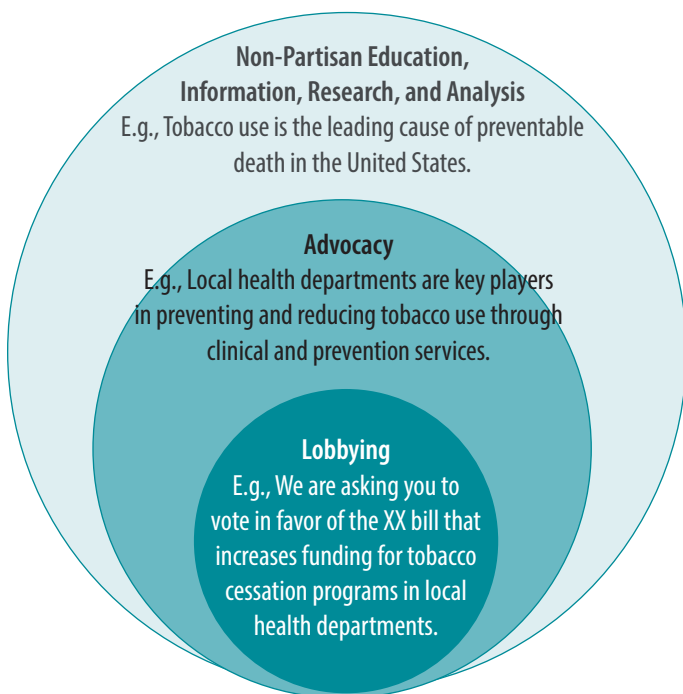 Non-Partisan Education,
Information, Research, and Analysis
E.g., Tobacco use is the leading cause of preventable
death in the United States.
Advocacy
E.g., Local health departments are key players
in preventing and reducing tobacco use through
clinical and prevention services.
Lobbying
E.g., We are asking you to
vote in favor of the XX bill that
increases funding for tobacco
cessation programs in local
health departments.